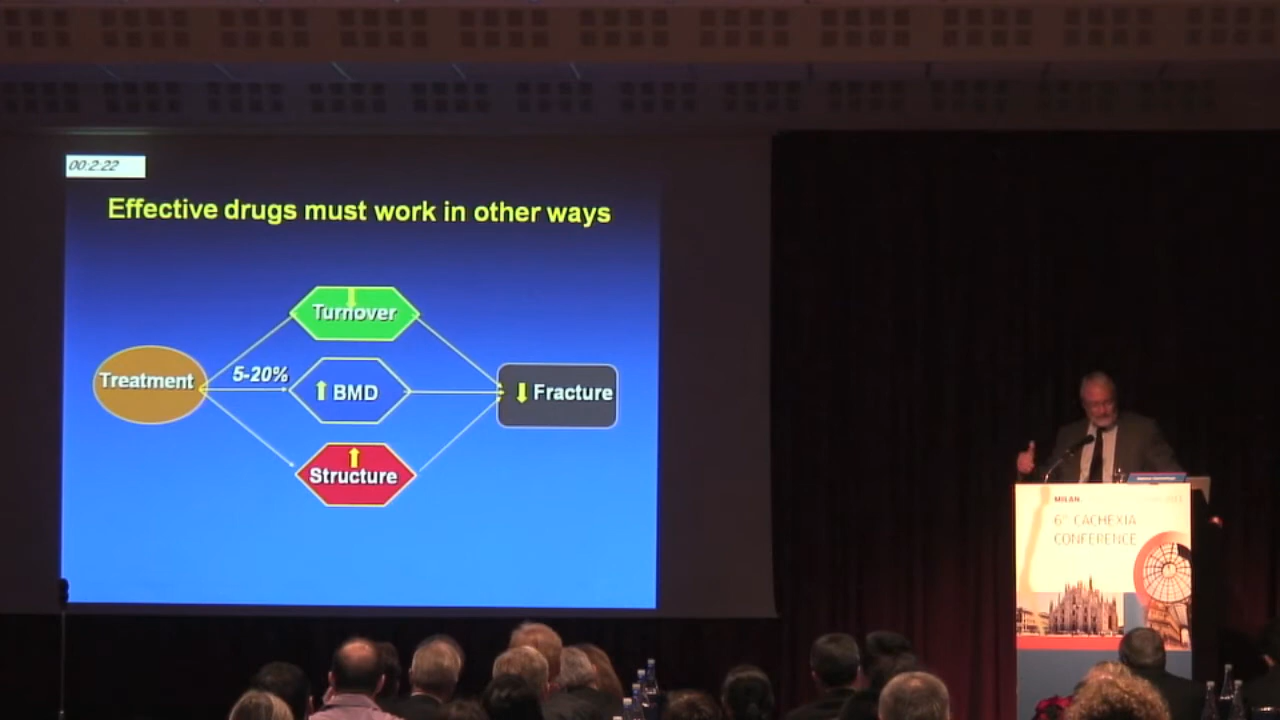 00:2:22
Effective drugs must work in other ways
Turnover
Treatment
5-20%
BMD
Fracture
Structure
MILAN,
6th CACHEXIA
CONFERENCE